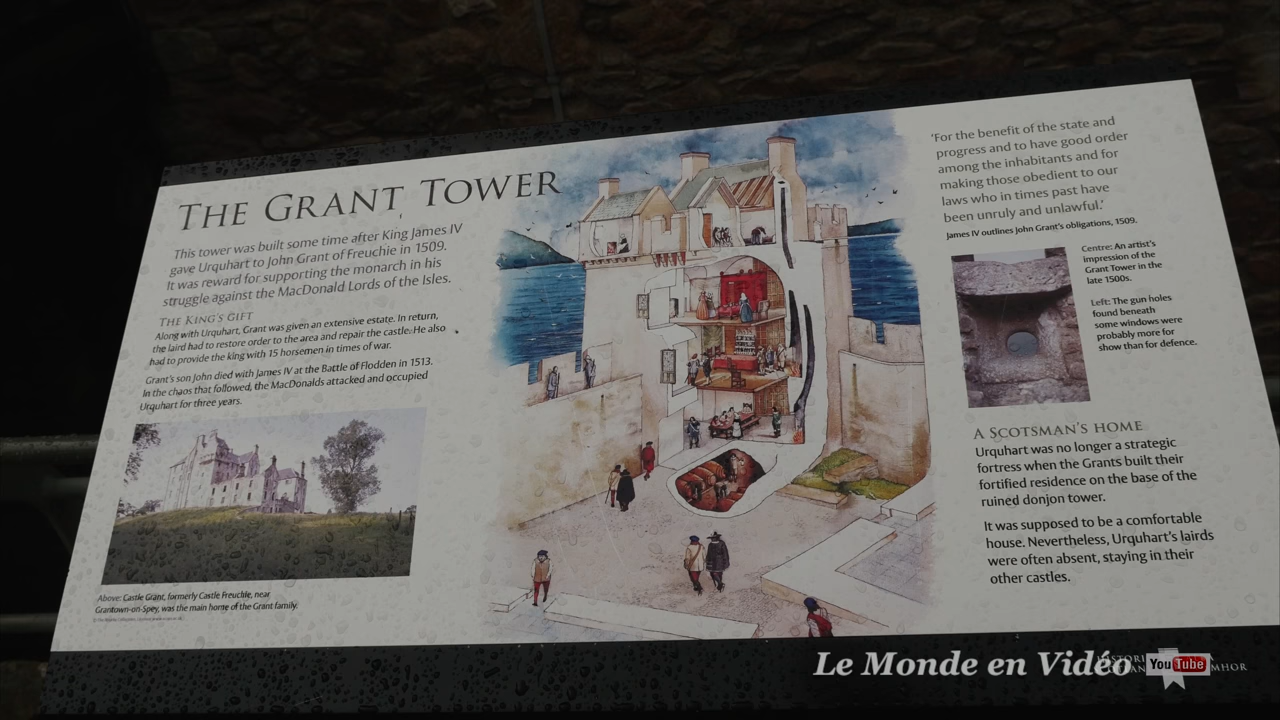 THE GRANT TOWER
This tower was built some time after King James IV
gave Urquhart to John Grant of Freuchie in 1509.
It was reward for supporting the monarch in his
struggle against the MacDonald Lords of the Isles.
THE KING'S GIFT
Along with Urquhart, Grant was given an extensive estate. In return,
the laird had to restore order to the area and repair the castle. He also
had to provide the king with 15 horsemen in times of war.
Grant's son John died with James IV at the Battle of Flodden in 1513.
In the chaos that followed, the MacDonalds attacked and occupied
Urquhart for three years.
Above: Castle Grant, formerly Castle Freuchie, near
Grantown-on-Spey, was the main home of the Grant family.
'For the benefit of the state and
progress and to have good order
among the inhabitants and for
making those obedient to our
laws who in times past have
been unruly and unlawful.'
James IV outlines John Grant's obligations, 1509.
Centre: An artist's
impression of the
Grant Tower in the
late 1500s.
Left: The gun holes
found beneath
some windows were
probably more for
show than for defence.
A SCOTSMAN'S HOME
Urquhart was no longer a strategic
fortress when the Grants built their
fortified residence on the base of the
ruined donjon tower.
It was supposed to be a comfortable
house. Nevertheless, Urquhart's lairds
were often absent, staying in their
other castles.
Le Monde en Vidéo
YouTube